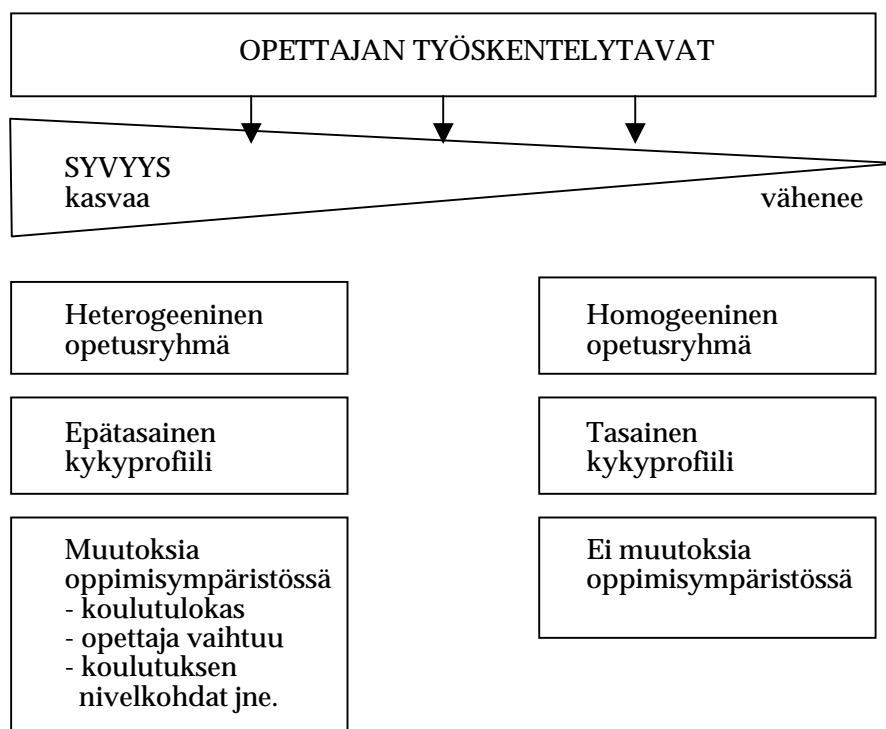 OPETTAJAN TYÖSKENTELYTAVAT
SYVYYS
kasvaa
vähenee
Heterogeeninen
opetusryhmä
Homogeeninen
opetusryhmä
Epätasainen
kykyprofiili
Tasainen
kykyprofiili
Muutoksia
oppimisympäristössä
- koulutulokas
- opettaja vaihtuu
- koulutuksen
nivelkohdat jne.
Ei muutoksia
oppimisympäristössä